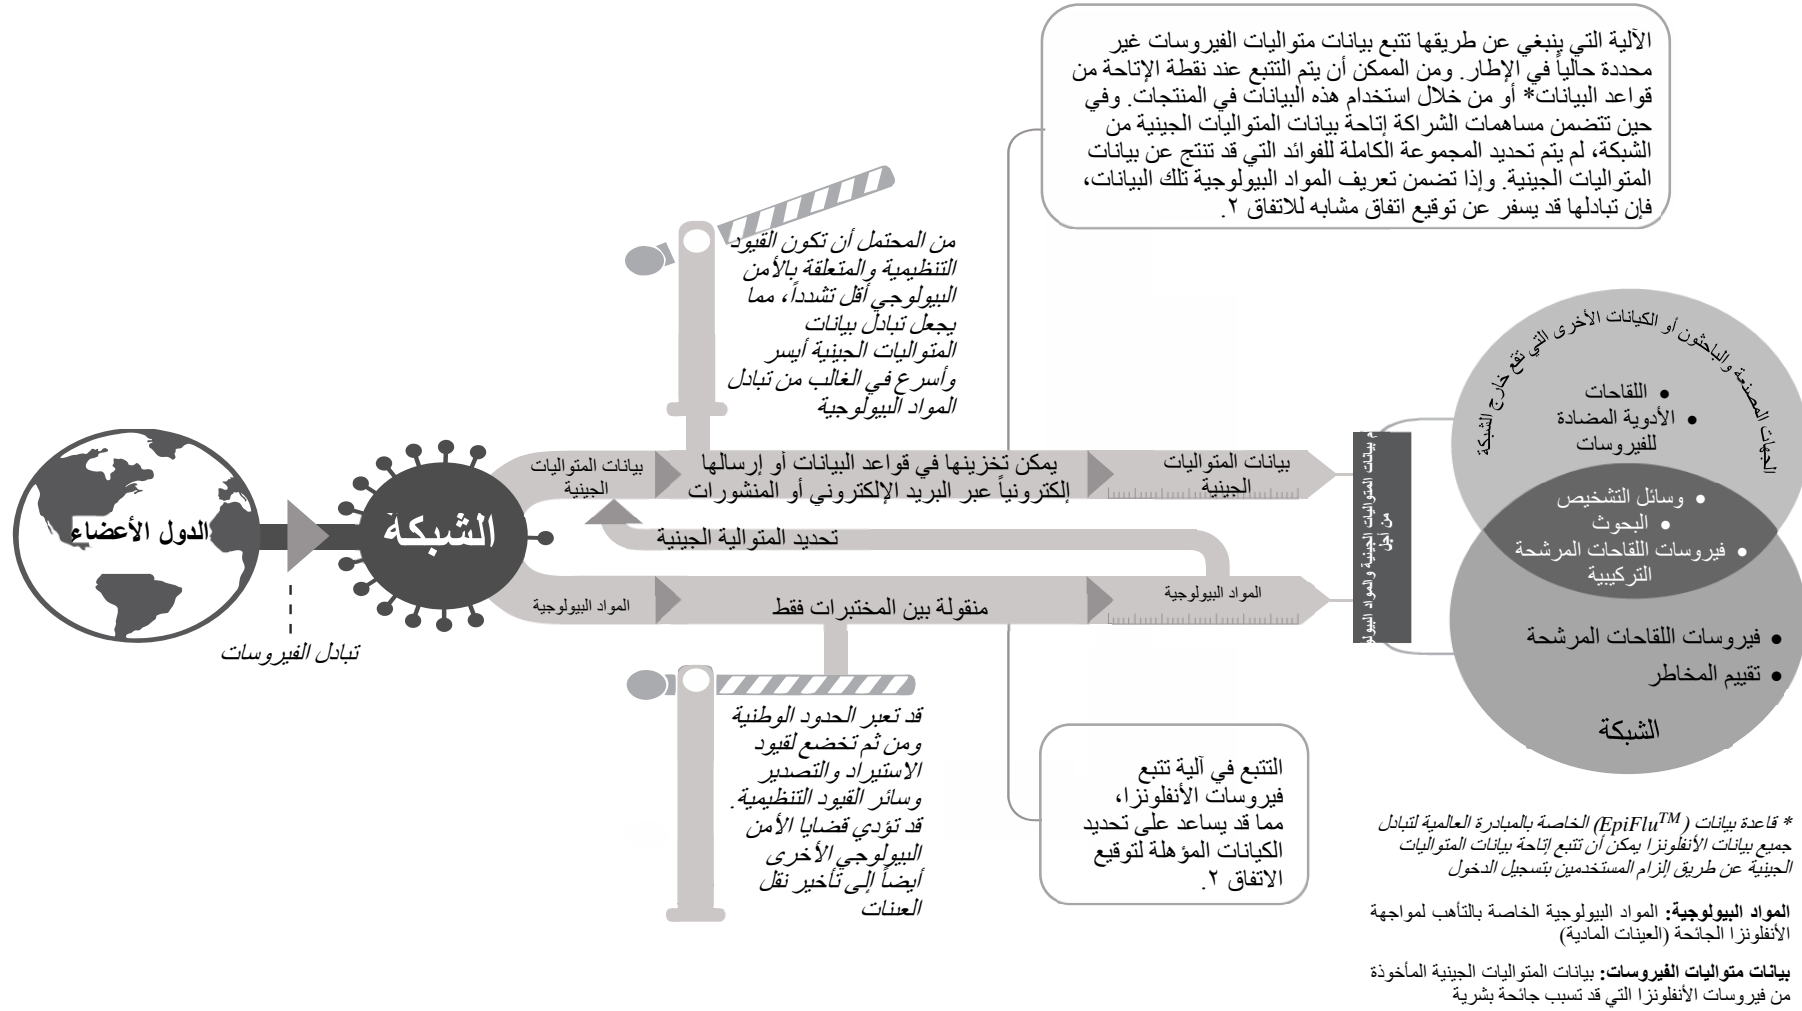 الآلية التي ينبغي عن طريقها تتبع بيانات متواليات الفيروسات غير
محددة حالياً في الإطار. ومن الممكن أن يتم التتبع عند نقطة الإتاحة من
قواعد البيانات* أو من خلال استخدام هذه البيانات في المنتجات. وفي
حين تتضمن مساهمات الشراكة إتاحة بيانات المتواليات الجينية من
الشبكة، لم يتم تحديد المجموعة الكاملة للفوائد التي قد تنتج عن بيانات
المتواليات الجينية. وإذا تضمن تعريف المواد البيولوجية تلك البيانات،
فإن تبادلها قد يسفر عن توقيع اتفاق مشابه للاتفاق ٢.
من المحتمل أن تكون القيود
التنظيمية والمتعلقة بالأمن
البيولوجي أقل تشدداً، مما
يجعل تبادل بيانات
المتواليات الجينية أيسر
وأسرع في الغالب من تبادل
المواد البيولوجية
الدول الأعضاء
تبادل الفيروسات
الشبكة
بيانات المتواليات
الجينية
يمكن تخزينها في قواعد البيانات أو إرسالها
إلكترونياً عبر البريد الإلكتروني أو المنشورات
بيانات المتواليات
الجينية
تحديد المتوالية الجينية
المواد البيولوجية
منقولة بين المختبرات فقط
المواد البيولوجية
بيانات المتواليات الجينية والمواد
من أجل
الجهات المصنعة والباحثون أو الكيانات الأخرى التي تقع خارج الشبكة
• اللقاحات
• الأدوية المضادة
للفيروسات
• وسائل التشخيص
• البحوث
• فيروسات اللقاحات المرشحة
التركيبية
• فيروسات اللقاحات المرشحة
• تقييم المخاطر
الشبكة
قد تعبر الحدود الوطنية
ومن ثم تخضع لقيود
الاستيراد والتصدير
وسائر القيود التنظيمية.
قد تؤدي قضايا الأمن
البيولوجي الأخرى
أيضاً إلى تأخير نقل
العينات
التتبع في آلية تتبع
فيروسات الأنفلونزا،
مما قد يساعد على تحديد
الكيانات المؤهلة لتوقيع
الاتفاق ٢.
* قاعدة بيانات (EpiFlu™) الخاصة بالمبادرة العالمية لتبادل
جميع بيانات الأنفلونزا يمكن أن تتبع إتاحة بيانات المتواليات
الجينية عن طريق إلزام المستخدمين بتسجيل الدخول
المواد البيولوجية: المواد البيولوجية الخاصة بالتأهب لمواجهة
الأنفلونزا الجائحة (العينات المادية)
بيانات متواليات الفيروسات: بيانات المتواليات الجينية المأخوذة
من فيروسات الأنفلونزا التي قد تسبب جائحة بشرية